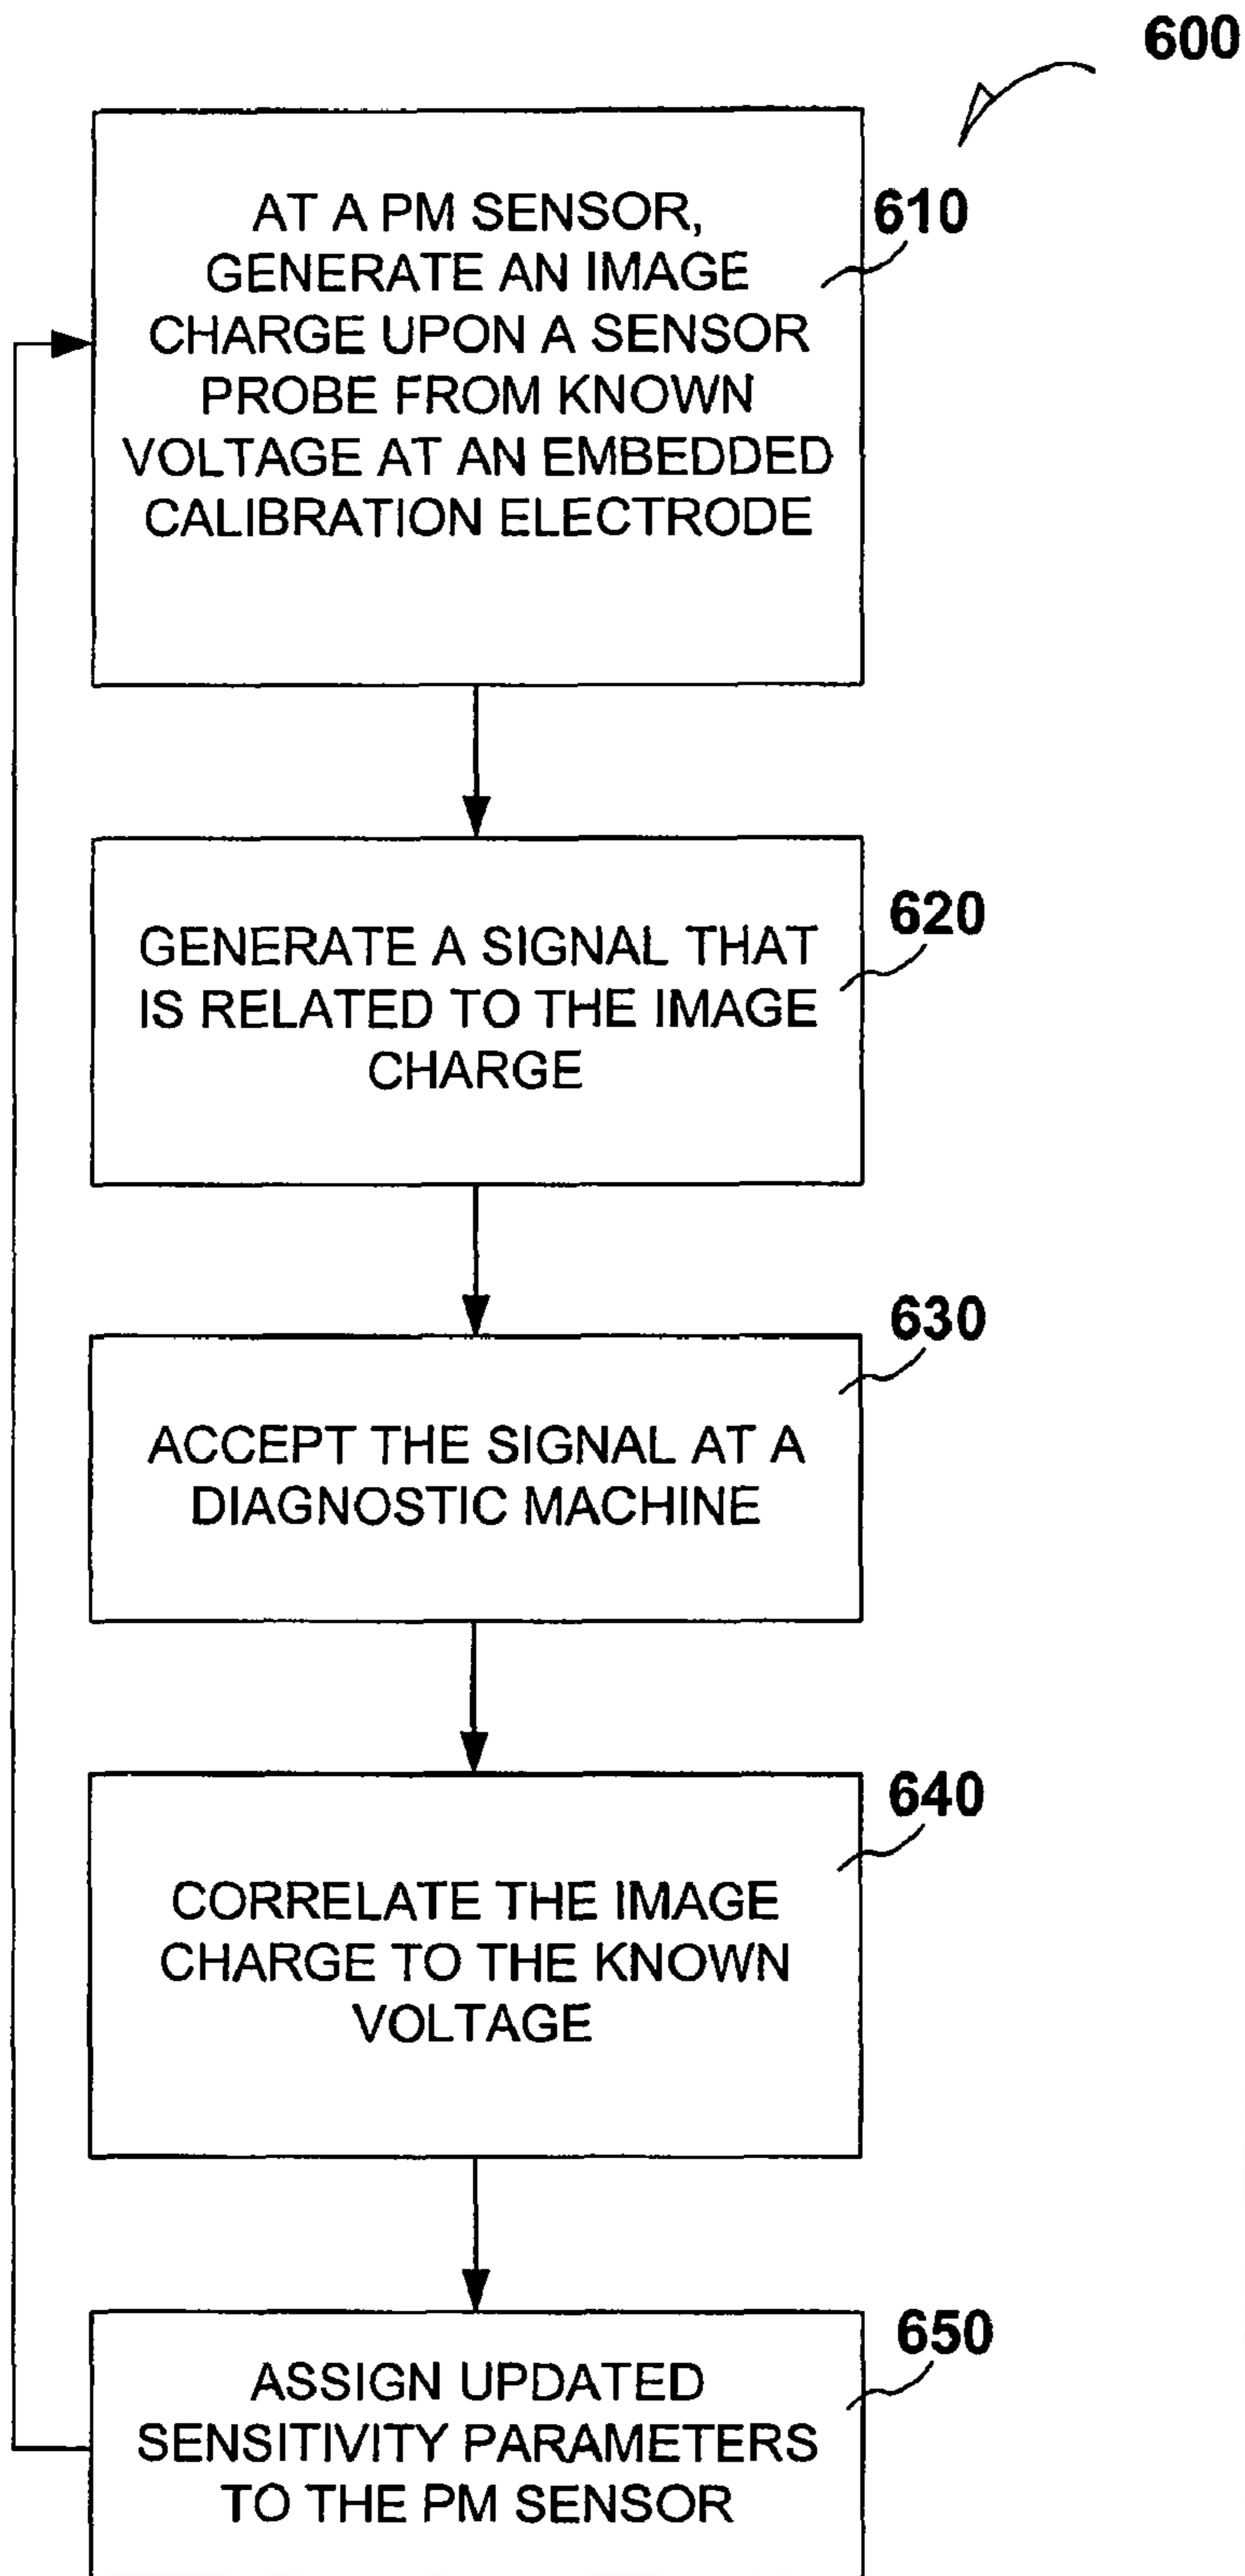 600
610
AT A PM SENSOR,
GENERATE AN IMAGE
CHARGE UPON A SENSOR
PROBE FROM KNOWN
VOLTAGE AT AN EMBEDDED
CALIBRATION ELECTRODE
620
GENERATE A SIGNAL THAT
IS RELATED TO THE IMAGE
CHARGE
630
ACCEPT THE SIGNAL AT A
DIAGNOSTIC MACHINE
640
CORRELATE THE IMAGE
CHARGE TO THE KNOWN
VOLTAGE
650
ASSIGN UPDATED
SENSITIVITY PARAMETERS
TO THE PM SENSOR